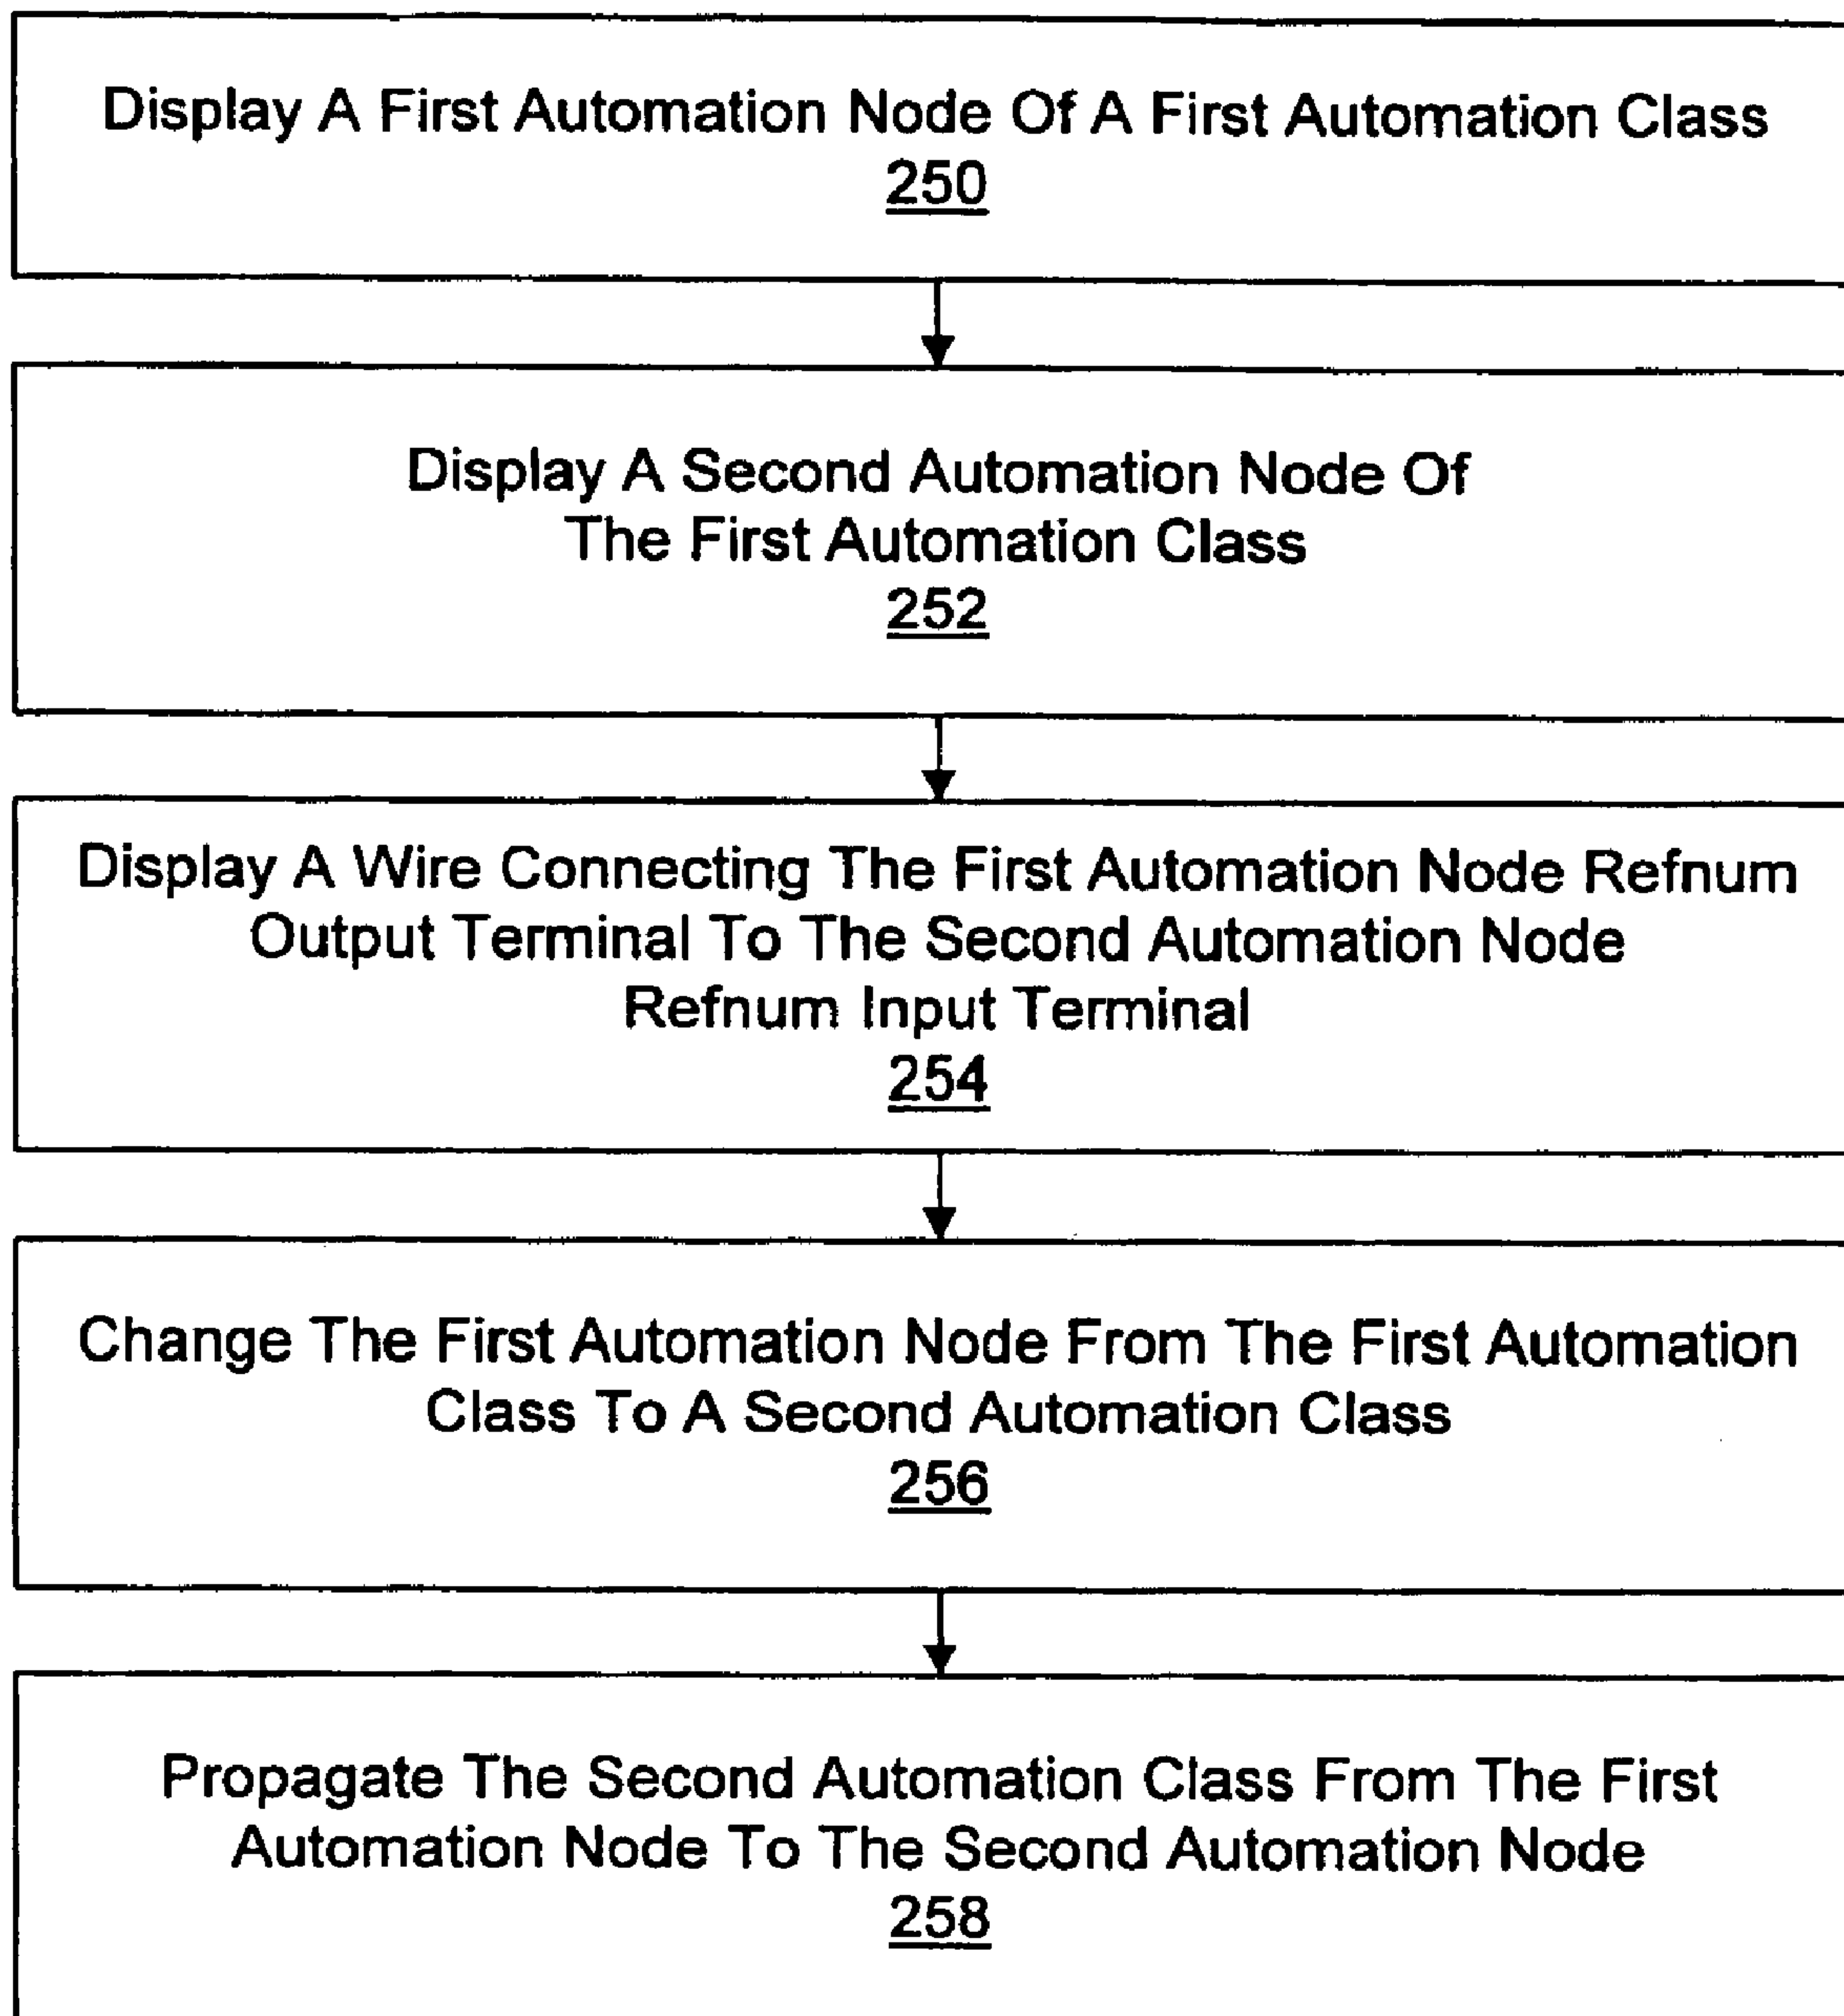 Display A First Automation Node Of A First Automation Class
250
Display A Second Automation Node Of
The First Automation Class
252
Display A Wire Connecting The First Automation Node Refnum
Output Terminal To The Second Automation Node
Refnum Input Terminal
254
Change The First Automation Node From The First Automation
Class To A Second Automation Class
256
Propagate The Second Automation Class From The First
Automation Node To The Second Automation Node
258